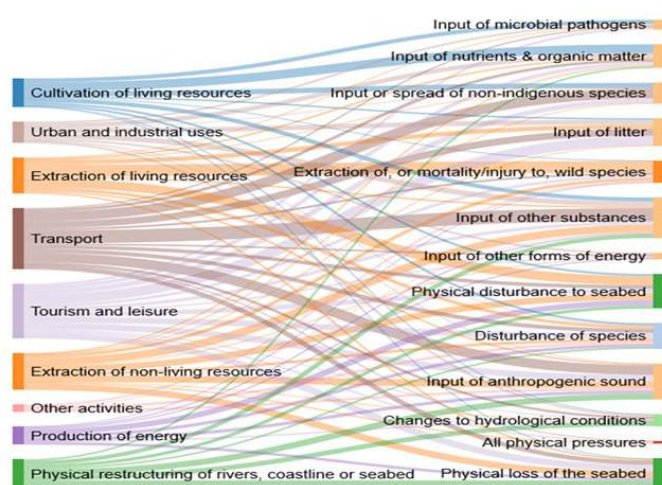 Cultivation of living resources
Urban and industrial uses
Extraction of living resources
Transport
Tourism and leisure
Extraction of non-living resources
Other activities
Production of energy
Physical restructuring of rivers, coastline or seabed
Input of microbial pathogens
Input of nutrients & organic matter
Input or spread of non-indigenous species
Input of litter
Extraction of, or mortality/injury to, wild species
Input of other substances
Input of other forms of energy
Physical disturbance to seabed
Disturbance of species
Input of anthropogenic sound
Changes to hydrological conditions
All physical pressures
Physical loss of the seabed